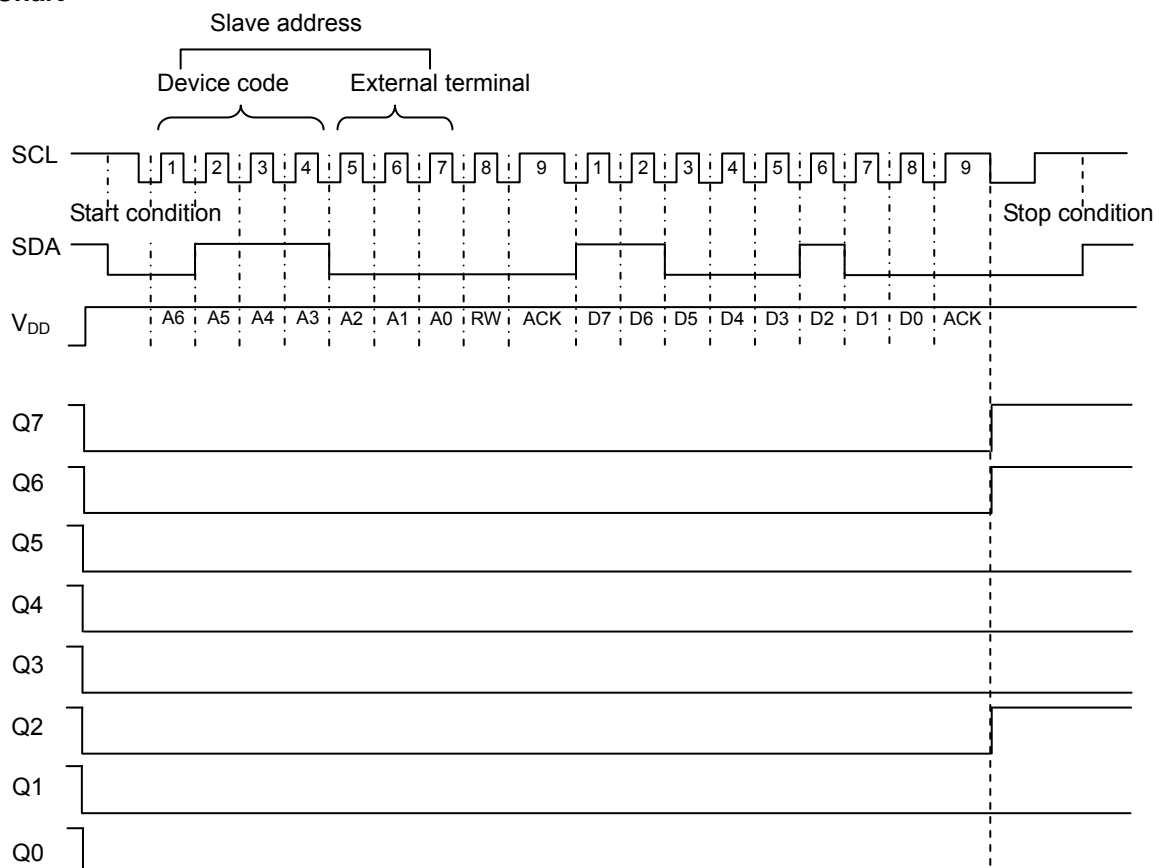 Slave address
Device code External terminal
SCL 1 2 3 4 5 6 7 8 9 1 2 3 4 5 6 7 8 9
Start condition Stop condition
SDA
VDD A6 A5 A4 A3 A2 A1 A0 RW ACK D7 D6 D5 D4 D3 D2 D1 D0 ACK
Q7
Q6
Q5
Q4
Q3
Q2
Q1
Q0